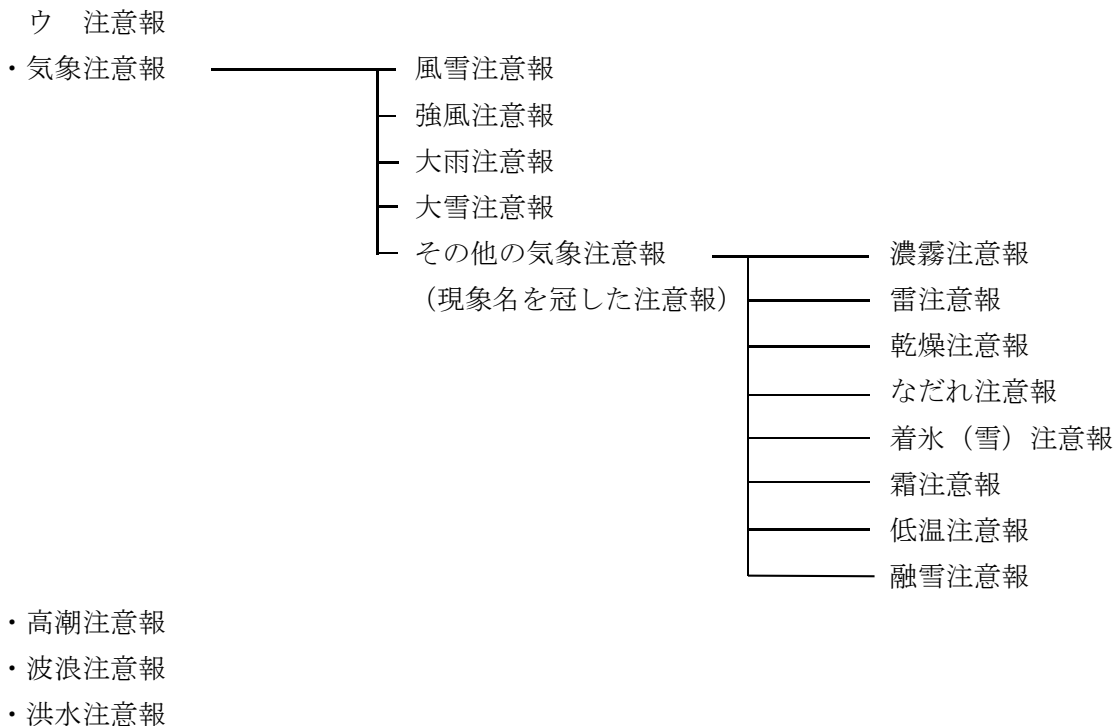 ウ　注意報
・気象注意報　風雪注意報
強風注意報
大雨注意報
大雪注意報
その他の気象注意報　濃霧注意報
（現象名を冠した注意報）　雷注意報
乾燥注意報
なだれ注意報
着氷（雪）注意報
霜注意報
低温注意報
融雪注意報
・高潮注意報
・波浪注意報
・洪水注意報